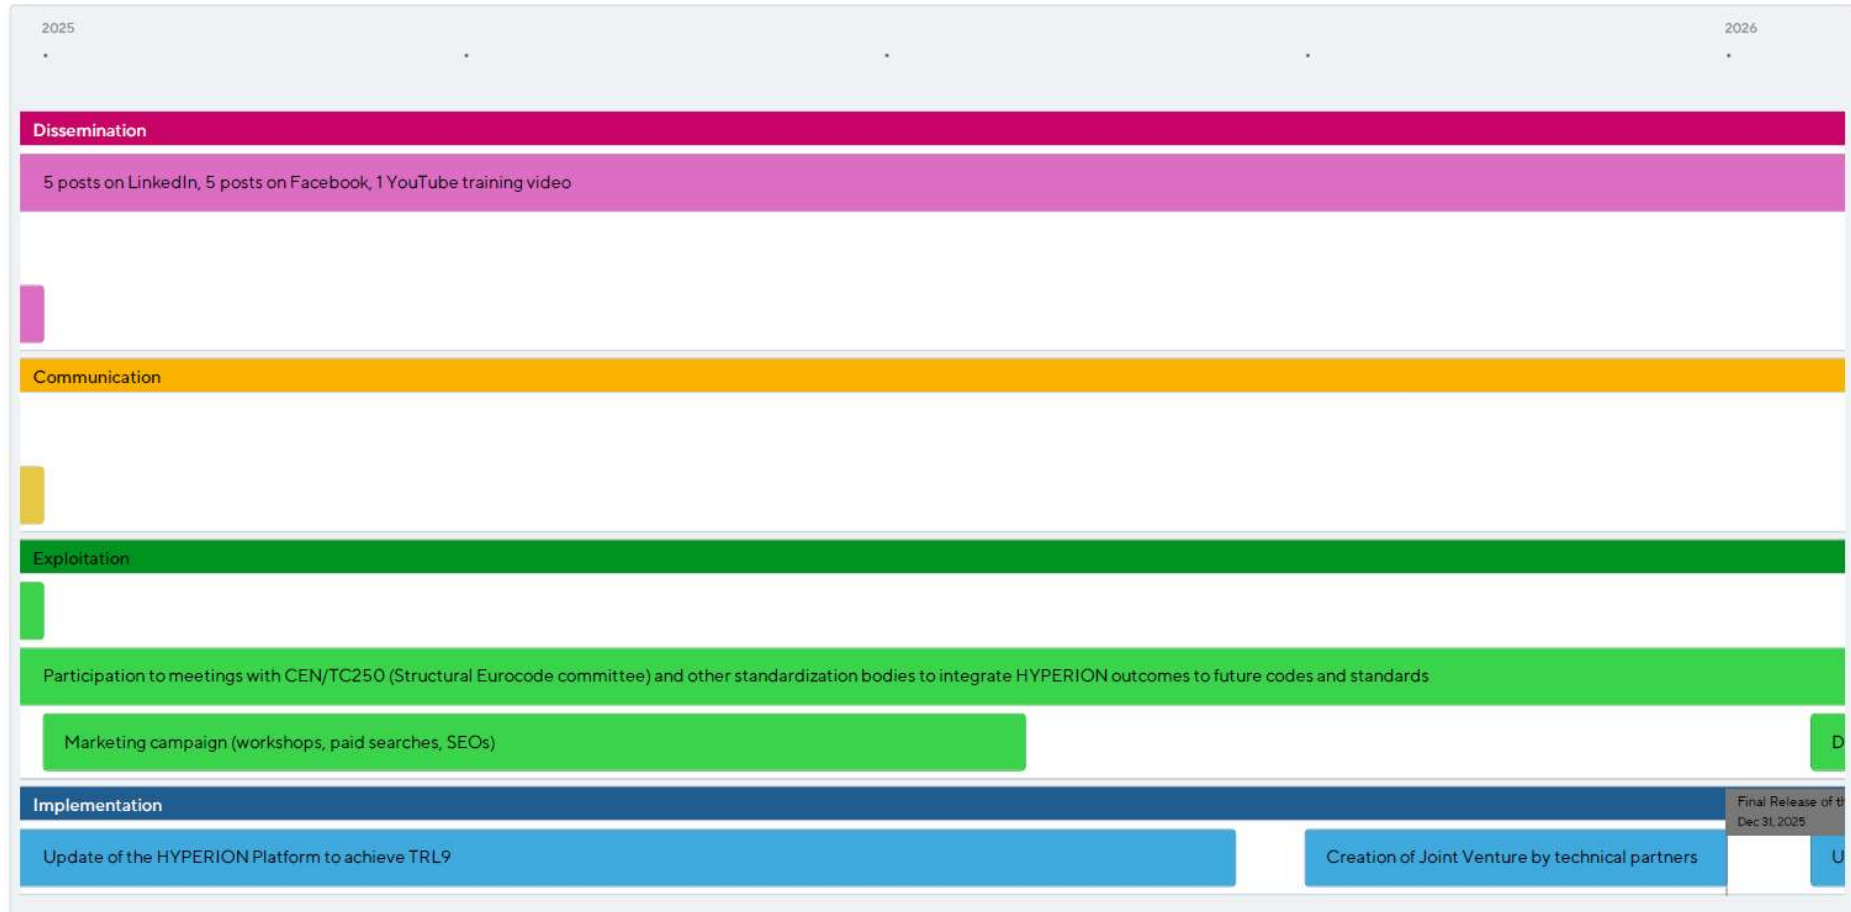 2025
2026
Dissemination
5 posts on LinkedIn, 5 posts on Facebook, 1 YouTube training video
Communication
Exploitation
Participation to meetings with CEN/TC250 (Structural Eurocode committee) and other standardization bodies to integrate HYPERION outcomes to future codes and standards
Marketing campaign (workshops, paid searches, SEOs)
D
Implementation
Final Release of th
Dec 31, 2025
Update of the HYPERION Platform to achieve TRL9
Creation of Joint Venture by technical partners
U